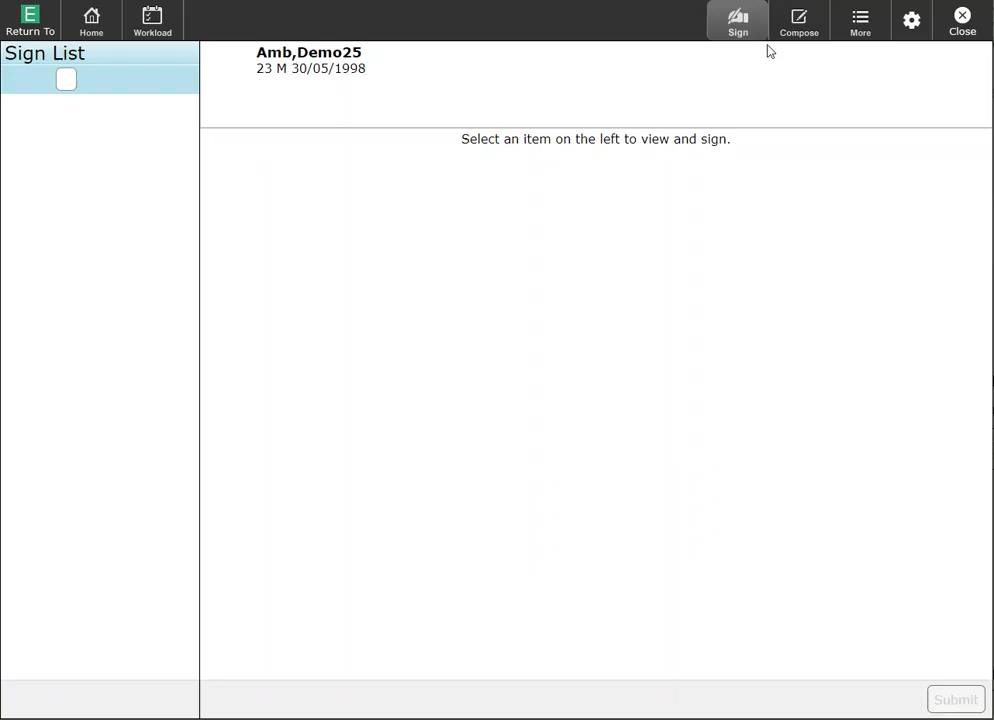 E
Return To
Home
Workload
Sign
Compose
More
Close
Sign List
Amb,Demo25
23 M 30/05/1998
Select an item on the left to view and sign.
Submit